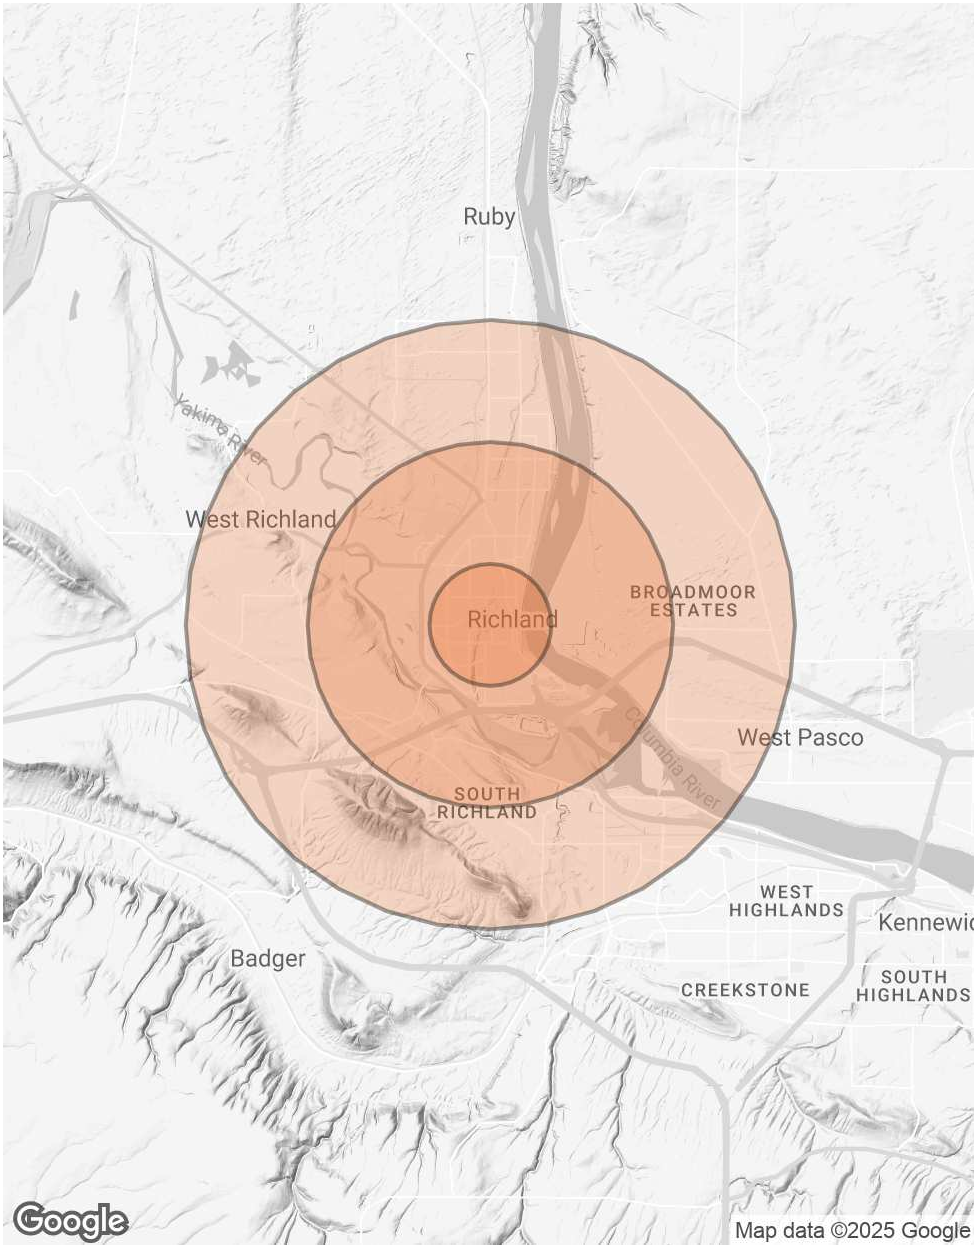 Ruby
Yakima River
West Richland
Richland
BROADMOOR
ESTATES
Columbia River
West Pasco
SOUTH
RICHLAND
WEST
HIGHLANDS
Kennewic
Badger
CREEKSTONE
SOUTH
HIGHLANDS
Google
Map data ©2025 Google